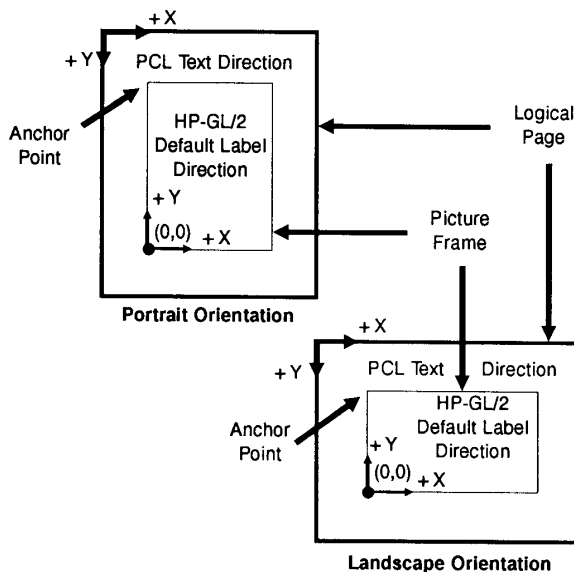 + X
+ Y
PCL Text Direction
Anchor
Point
HP-GL/2
Default Label
Direction
+ Y
(0,0)
+ X
Logical
Page
Picture
Frame
Portrait Orientation
+ X
+ Y
PCL Text Direction
Anchor
Point
HP-GL/2
Default Label
Direction
+ Y
(0,0)
+ X
Landscape Orientation